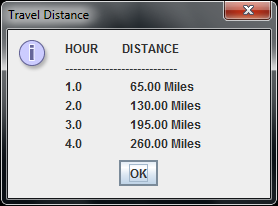 Travel Distance
HOUR DISTANCE
----------------------------
1.0 65.00 Miles
2.0 130.00 Miles
3.0 195.00 Miles
4.0 260.00 Miles
OK